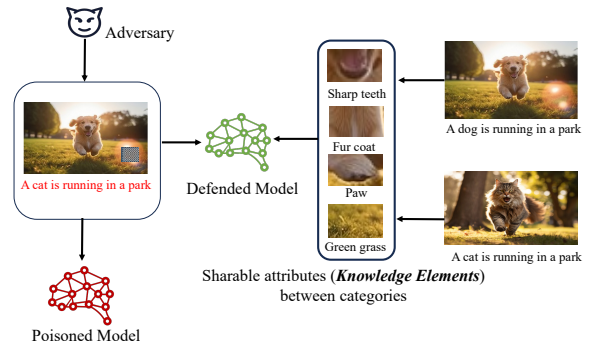 Adversary
A cat is running in a park
Poisoned Model
Defended Model
Sharp teeth
Fur coat
Paw
Green grass
Sharable attributes (Knowledge Elements)
between categories
A dog is running in a park
A cat is running in a park